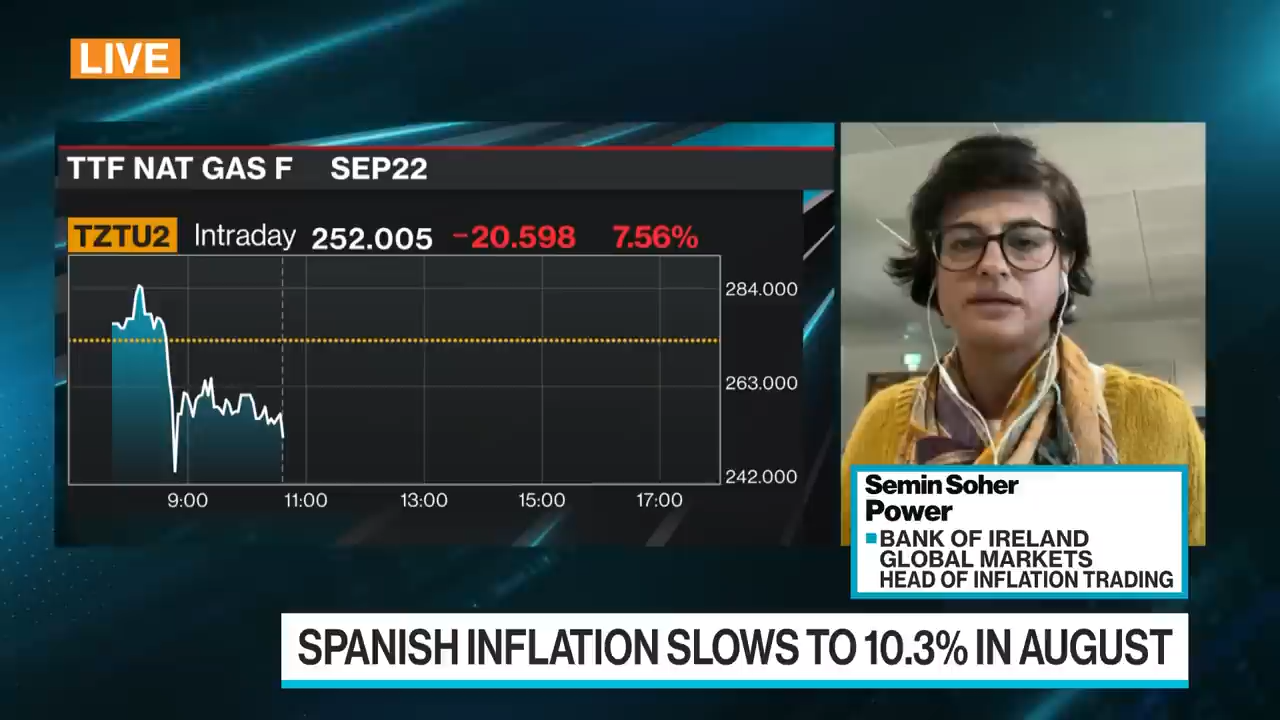 LIVE
TTF NAT GAS F SEP22
TZTU2 Intraday 252.005 -20.598 7.56%
284.000
263.000
242.000
9:00 11:00 13:00 15:00 17:00
Semin Soher
Power
BANK OF IRELAND
GLOBAL MARKETS
HEAD OF INFLATION TRADING
SPANISH INFLATION SLOWS TO 10.3% IN AUGUST